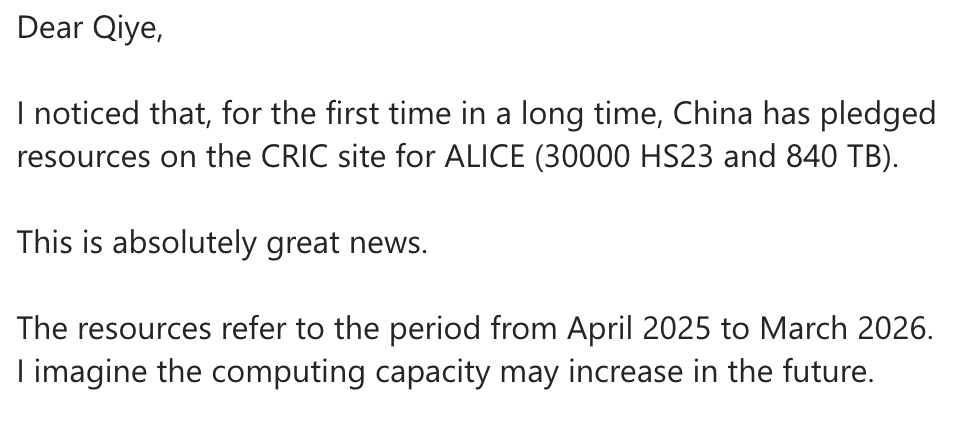 Dear Qiye,
I noticed that, for the first time in a long time, China has pledged
resources on the CRIC site for ALICE (30000 HS23 and 840 TB).
This is absolutely great news.
The resources refer to the period from April 2025 to March 2026.
I imagine the computing capacity may increase in the future.